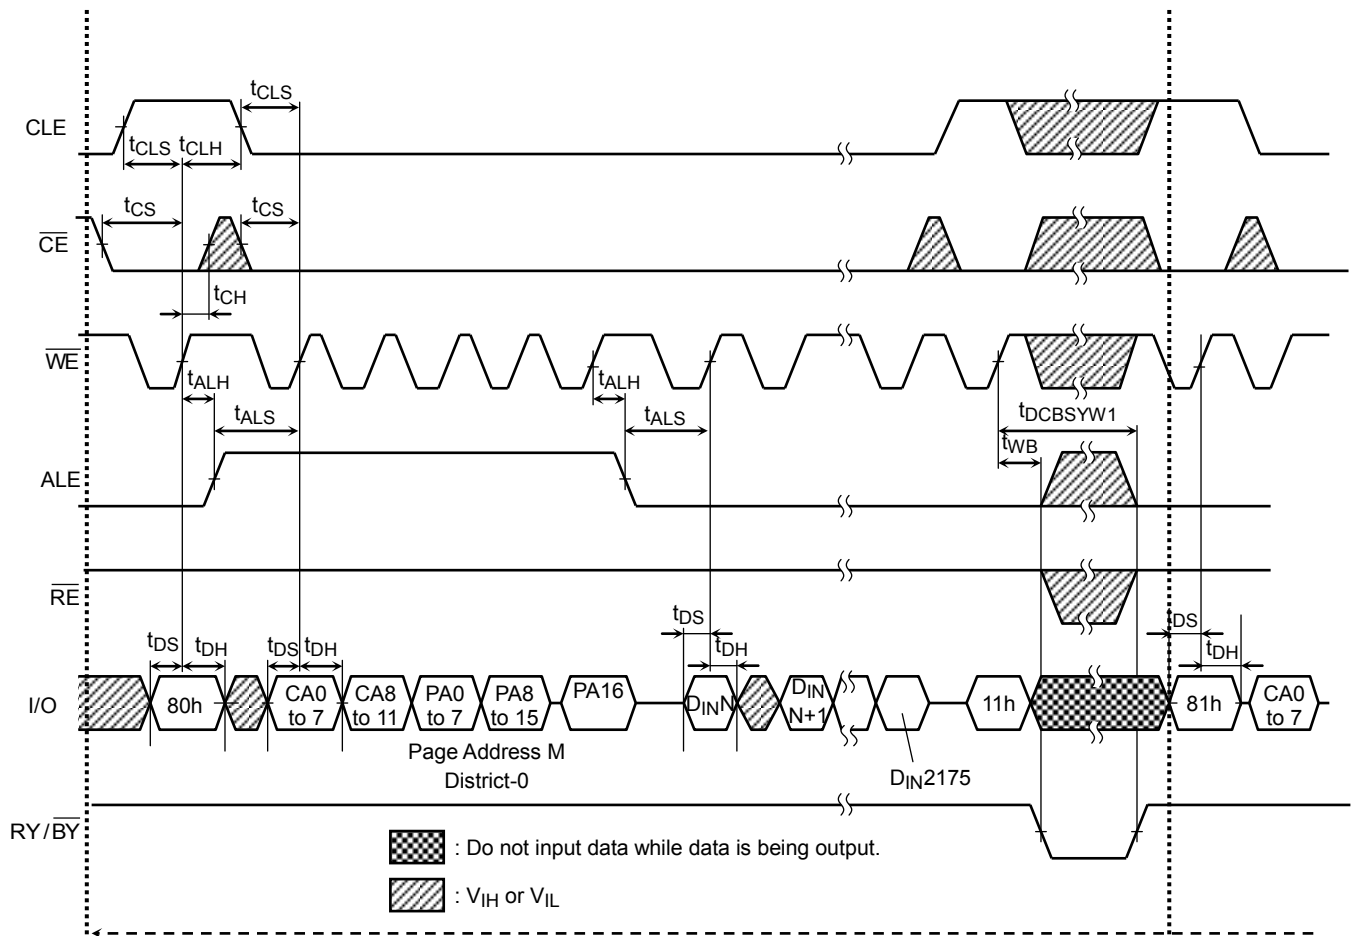 tCLS
CLE
tCLS
tCLH
tCS
tCS
CE
tCH
WE
tALH
tALH
tDCBSYW1
tALS
tALS
tWB
ALE
RE
tDS
tDS
tDH
tDS
tDH
tDH
tDH
I/O
80h
CA0 to 7
CA8 to 11
PA0 to 7
PA8 to 15
PA16
DINN
DIN N+1
11h
81h
CA0 to 7
Page Address M
District-0
DIN2175
RY/BY
: Do not input data while data is being output.
: VIH or VIL